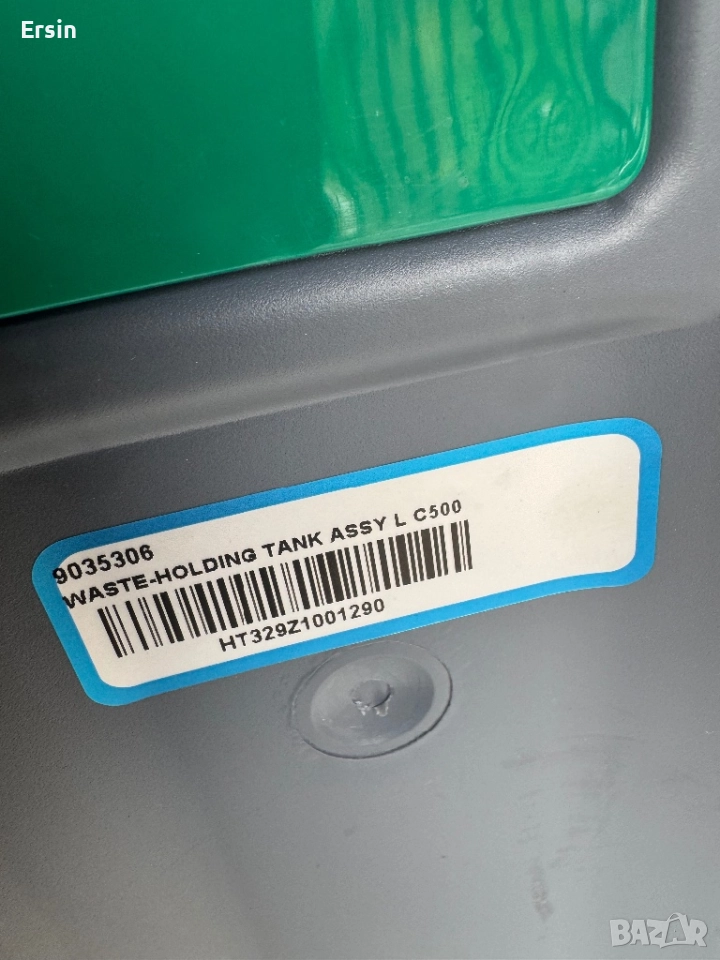 Ersin
9035306
WASTE-HOLDING TANK ASSY L C500
HT329Z1001290
BAZAR